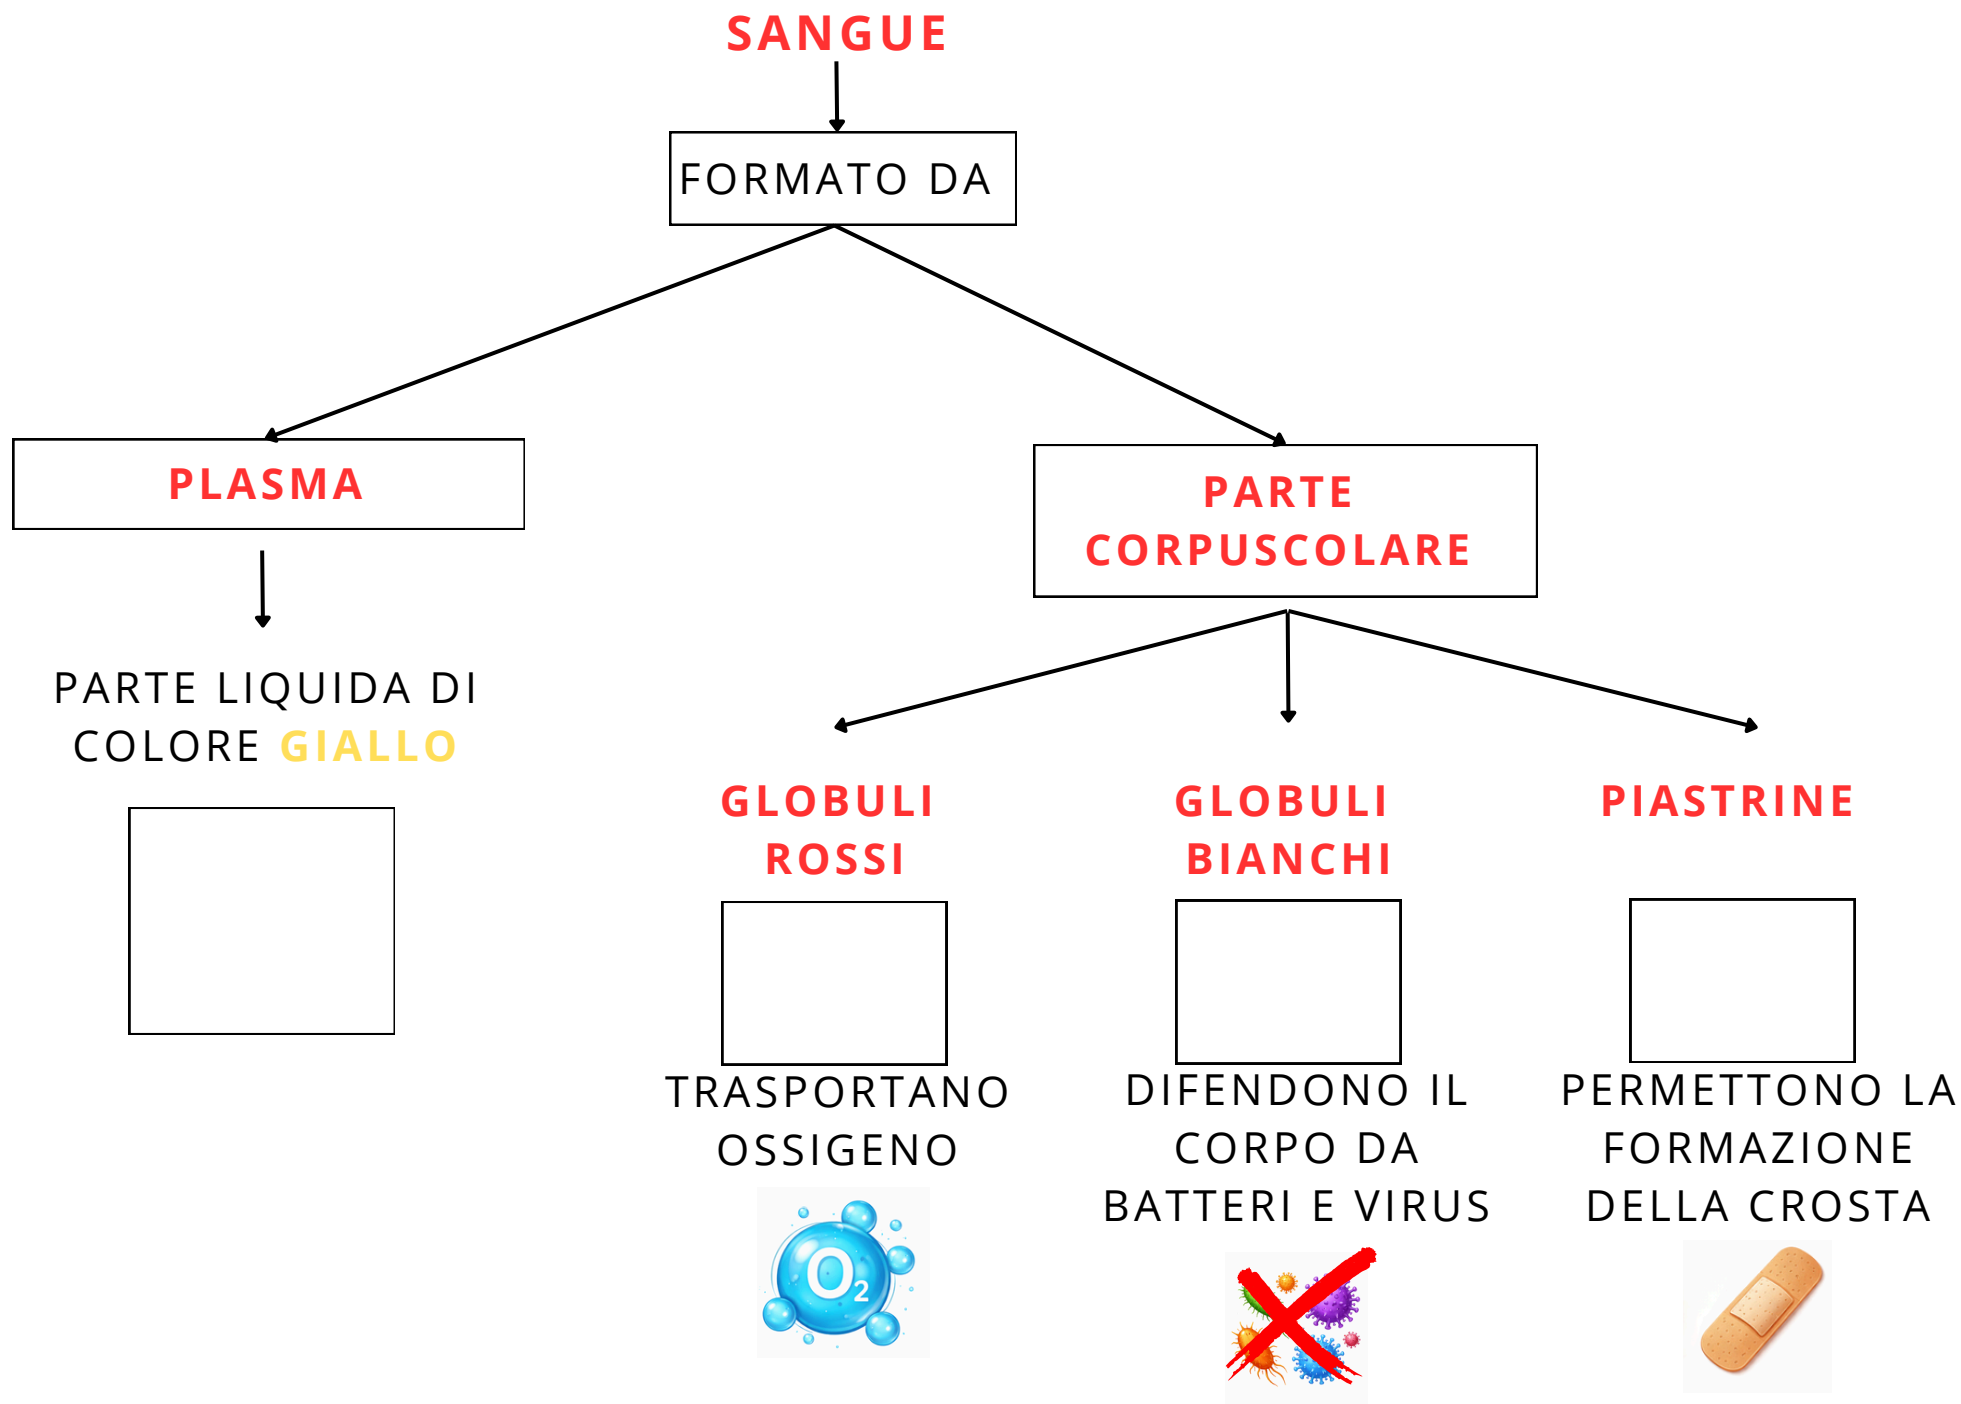 SANGUE
FORMATO DA
PLASMA
PARTE
CORPUSCOLARE
PARTE LIQUIDA DI
COLORE GIALLO
GLOBULI
ROSSI
GLOBULI
BIANCHI
PIASTRINE
TRASPORTANO
OSSIGENO
DIFENDONO IL
CORPO DA
BATTERI E VIRUS
PERMETTONO LA
FORMAZIONE
DELLA CROSTA
O2